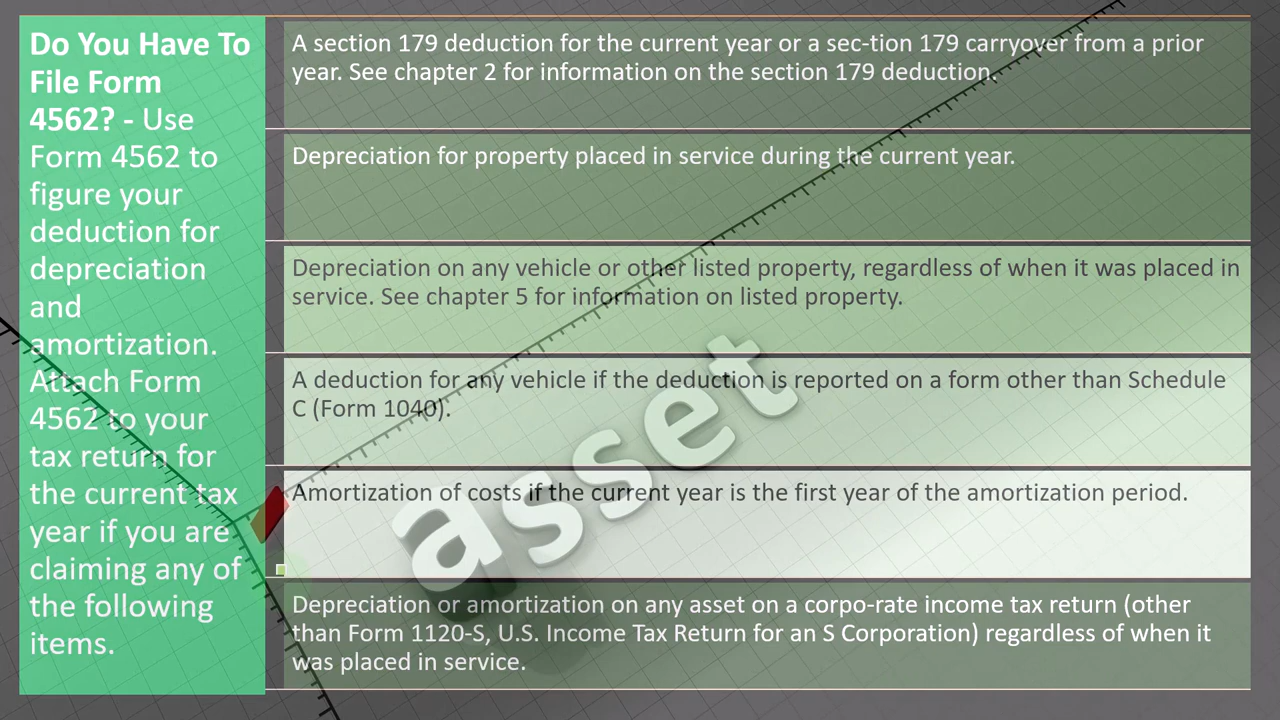 Do You Have To
File Form
4562? - Use
Form 4562 to
figure your
deduction for
depreciation
and
amortization.
Attach Form
4562 to your
tax return for
the current tax
year if you are
claiming any of
the following
items.
A section 179 deduction for the current year or a sec-tion 179 carryover from a prior
year. See chapter 2 for information on the section 179 deduction.
Depreciation for property placed in service during the current year.
Depreciation on any vehicle or other listed property, regardless of when it was placed in
service. See chapter 5 for information on listed property.
A deduction for any vehicle if the deduction is reported on a form other than Schedule
C (Form 1040).
Amortization of costs if the current year is the first year of the amortization period.
Depreciation or amortization on any asset on a corpo-rate income tax return (other
than Form 1120-S, U.S. Income Tax Return for an S Corporation) regardless of when it
was placed in service.
asset